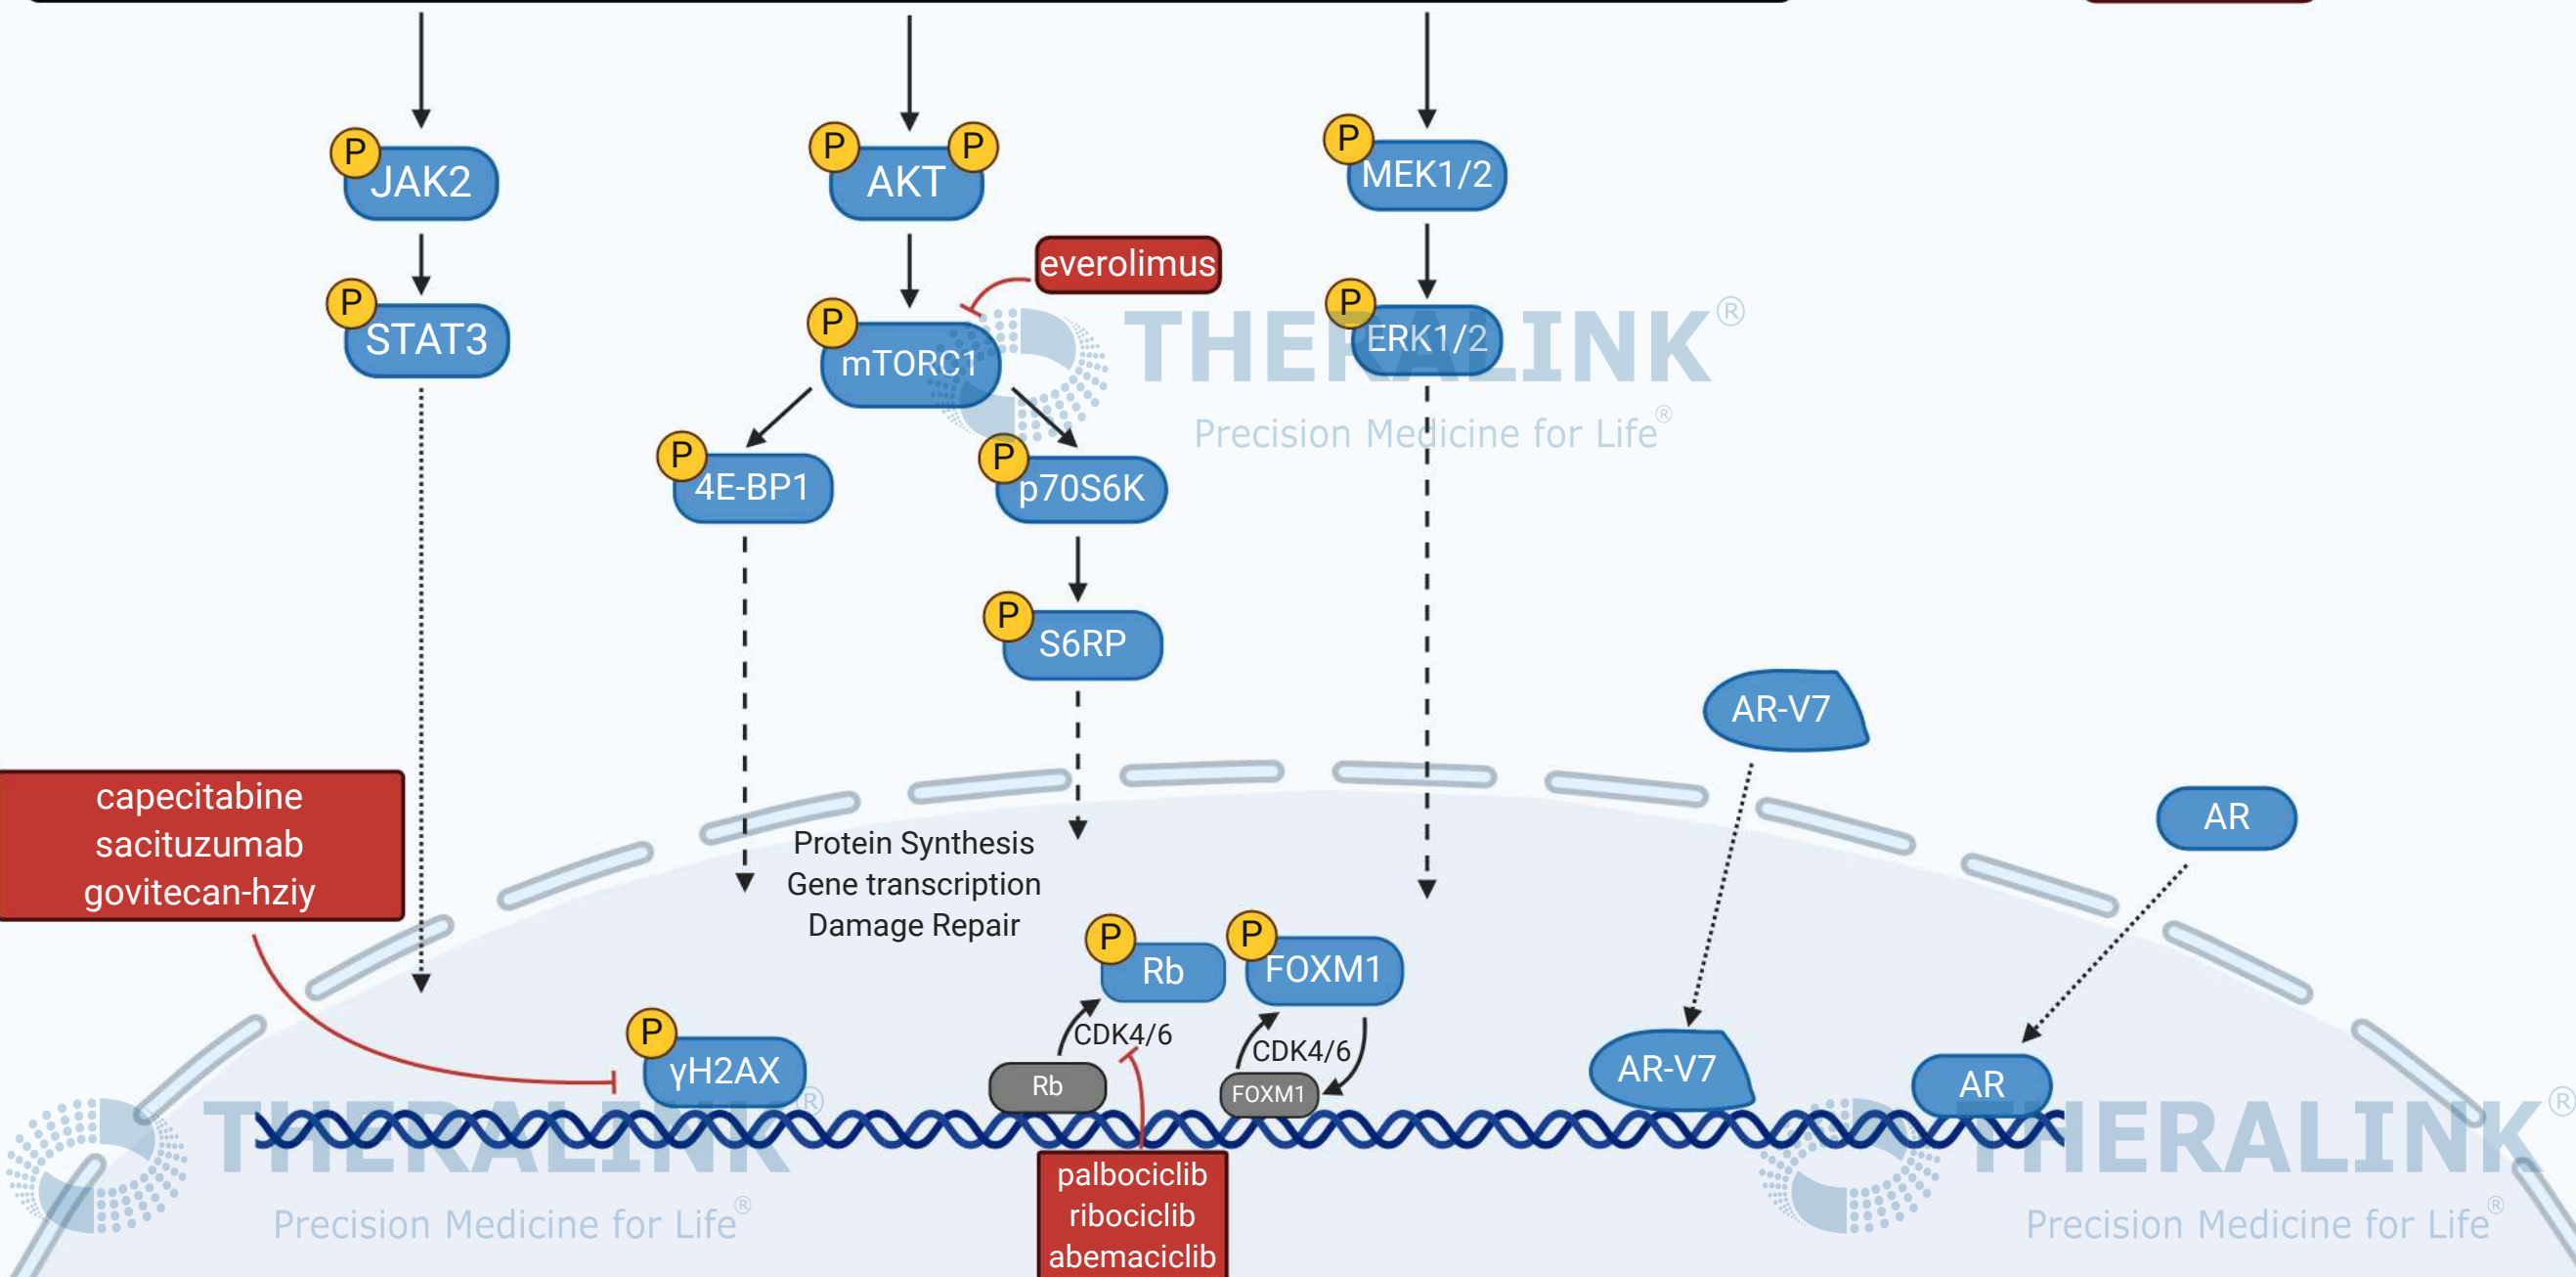 P
JAK2
P
AKT
P
P
MEK1/2
everolimus
P
STAT3
P
mTORC1
P
ERK1/2
THERALINK®
Precision Medicine for Life®
P
4E-BP1
P
p70S6K
P
S6RP
AR-V7
AR
capecitabine
sacituzumab
govitecan-hziy
Protein Synthesis
Gene transcription
Damage Repair
P
Rb
P
FOXM1
P
γH2AX
CDK4/6
Rb
CDK4/6
FOXM1
AR-V7
AR
THERALINK®
Precision Medicine for Life®
palbociclib
ribociclib
abemaciclib
THERALINK®
Precision Medicine for Life®